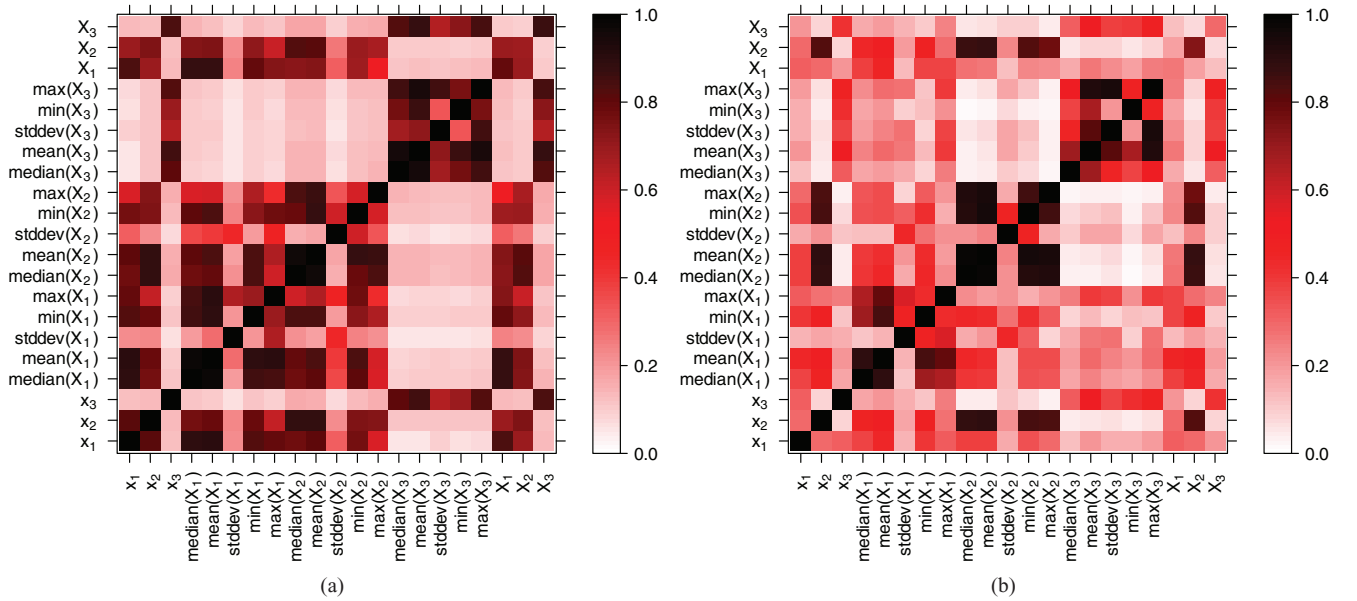 X3
X2
X1
max(X3)
min(X3)
stddev(X3)
mean(X3)
median(X3)
max(X2)
min(X2)
stddev(X2)
mean(X2)
median(X2)
max(X1)
min(X1)
stddev(X1)
mean(X1)
median(X1)
x3
x2
x1
x1
x2
x3
median(X1)
mean(X1)
stddev(X1)
min(X1)
max(X1)
median(X2)
mean(X2)
stddev(X2)
min(X2)
max(X2)
median(X3)
mean(X3)
stddev(X3)
min(X3)
max(X3)
X1
X2
X3
1.0
0.8
0.6
0.4
0.2
0.0
(a)
X3
X2
X1
max(X3)
min(X3)
stddev(X3)
mean(X3)
median(X3)
max(X2)
min(X2)
stddev(X2)
mean(X2)
median(X2)
max(X1)
min(X1)
stddev(X1)
mean(X1)
median(X1)
x3
x2
x1
x1
x2
x3
median(X1)
mean(X1)
stddev(X1)
min(X1)
max(X1)
median(X2)
mean(X2)
stddev(X2)
min(X2)
max(X2)
median(X3)
mean(X3)
stddev(X3)
min(X3)
max(X3)
X1
X2
X3
1.0
0.8
0.6
0.4
0.2
0.0
(b)